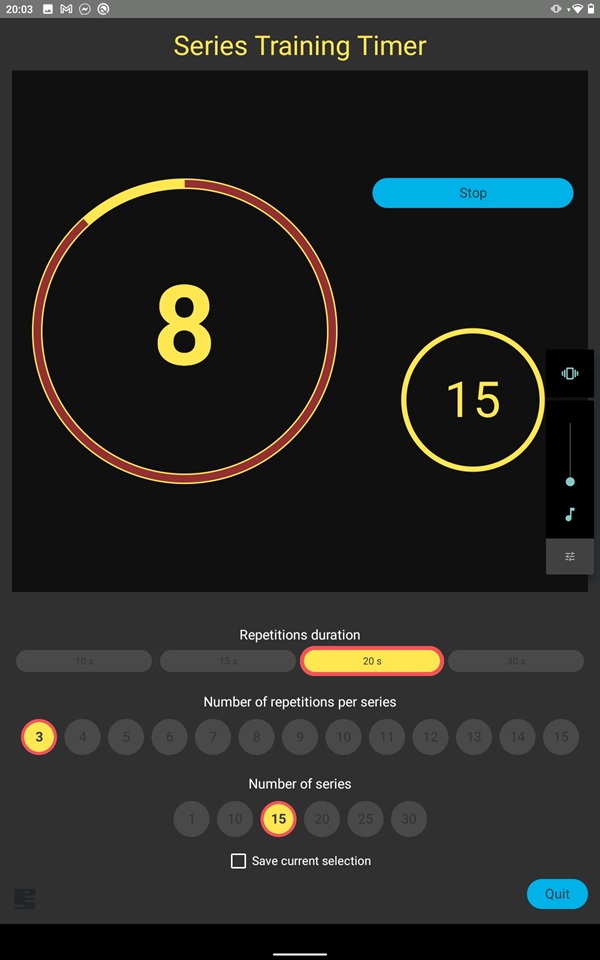 20:03
Series Training Timer
Stop
8
15
Repetitions duration
10 s 15 s 20 s 30 s
Number of repetitions per series
3 4 5 6 7 8 9 10 11 12 13 14 15
Number of series
1 10 15 20 25 30
Save current selection
Quit